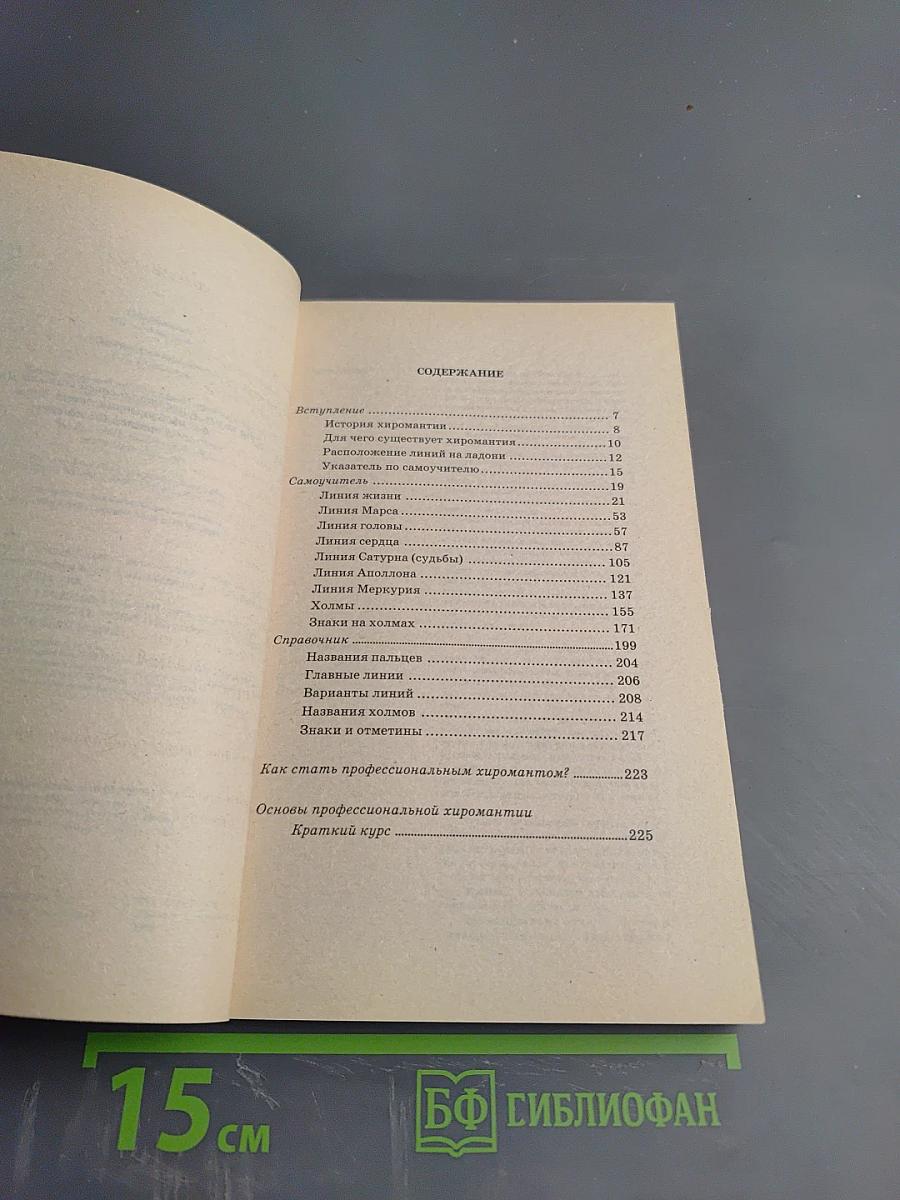 СОДЕРЖАНИЕ
Вступление ........ 7
История хиромантии ........ 8
Для чего существует хиромантия ........ 10
Расположение линий на ладони ........ 12
Указатель по самоучителю ........ 15
Самоучитель ........ 19
Линия жизни ........ 21
Линия Марса ........ 53
Линия головы ........ 57
Линия сердца ........ 87
Линия Сатурна (судьбы) ........ 105
Линия Аполлона ........ 121
Линия Меркурия ........ 137
Холмы ........ 155
Знаки на холмах ........ 171
Справочник ........ 199
Названия пальцев ........ 204
Главные линии ........ 206
Варианты линий ........ 208
Названия холмов ........ 214
Знаки и отметины ........ 217
Как стать профессиональным хиромантом? ........ 223
Основы профессиональной хиромантии
Краткий курс ........ 225
15 см
БФ СИБЛИОФАН